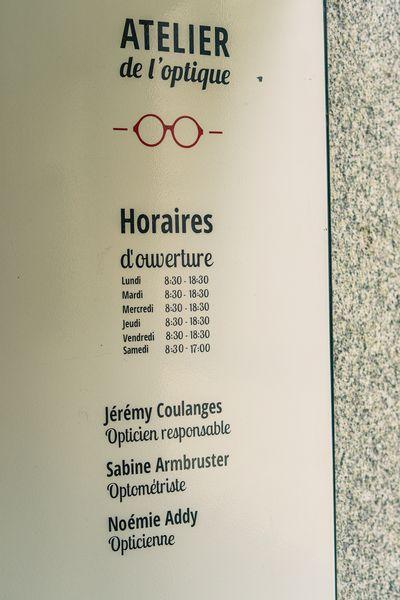 ATELIER
de l'optique
Horaires
d'ouverture
Lundi 8:30 - 18:30
Mardi 8:30 - 18:30
Mercredi 8:30 - 18:30
Jeudi 8:30 - 18:30
Vendredi 8:30 - 18:30
Samedi 8:30 - 17:00
Jérémy Coulanges
Opticien responsable
Sabine Armbruster
Optométriste
Noémie Addy
Opticienne